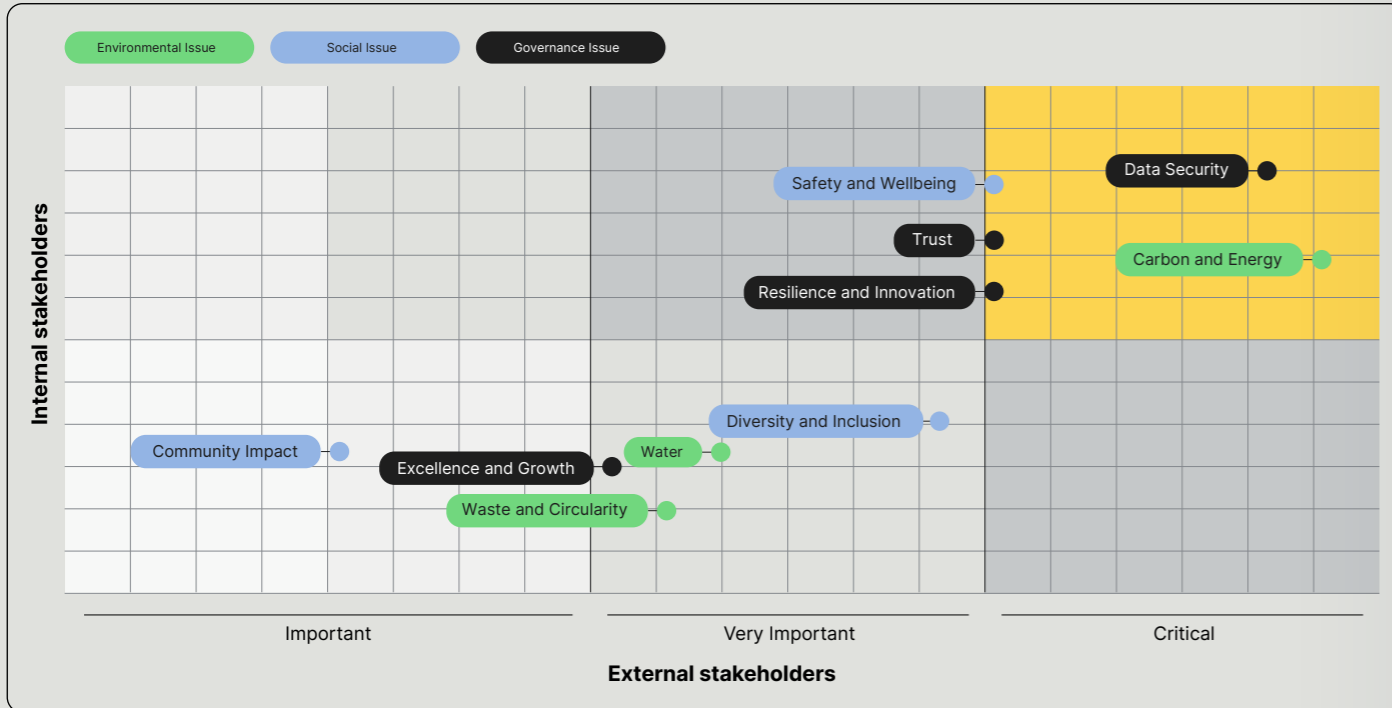 Environmental Issue
Social Issue
Governance Issue
Internal stakeholders
Data Security
Safety and Wellbeing
Trust
Carbon and Energy
Resilience and Innovation
Diversity and Inclusion
Community Impact
Water
Excellence and Growth
Waste and Circularity
Important
Very Important
Critical
External stakeholders